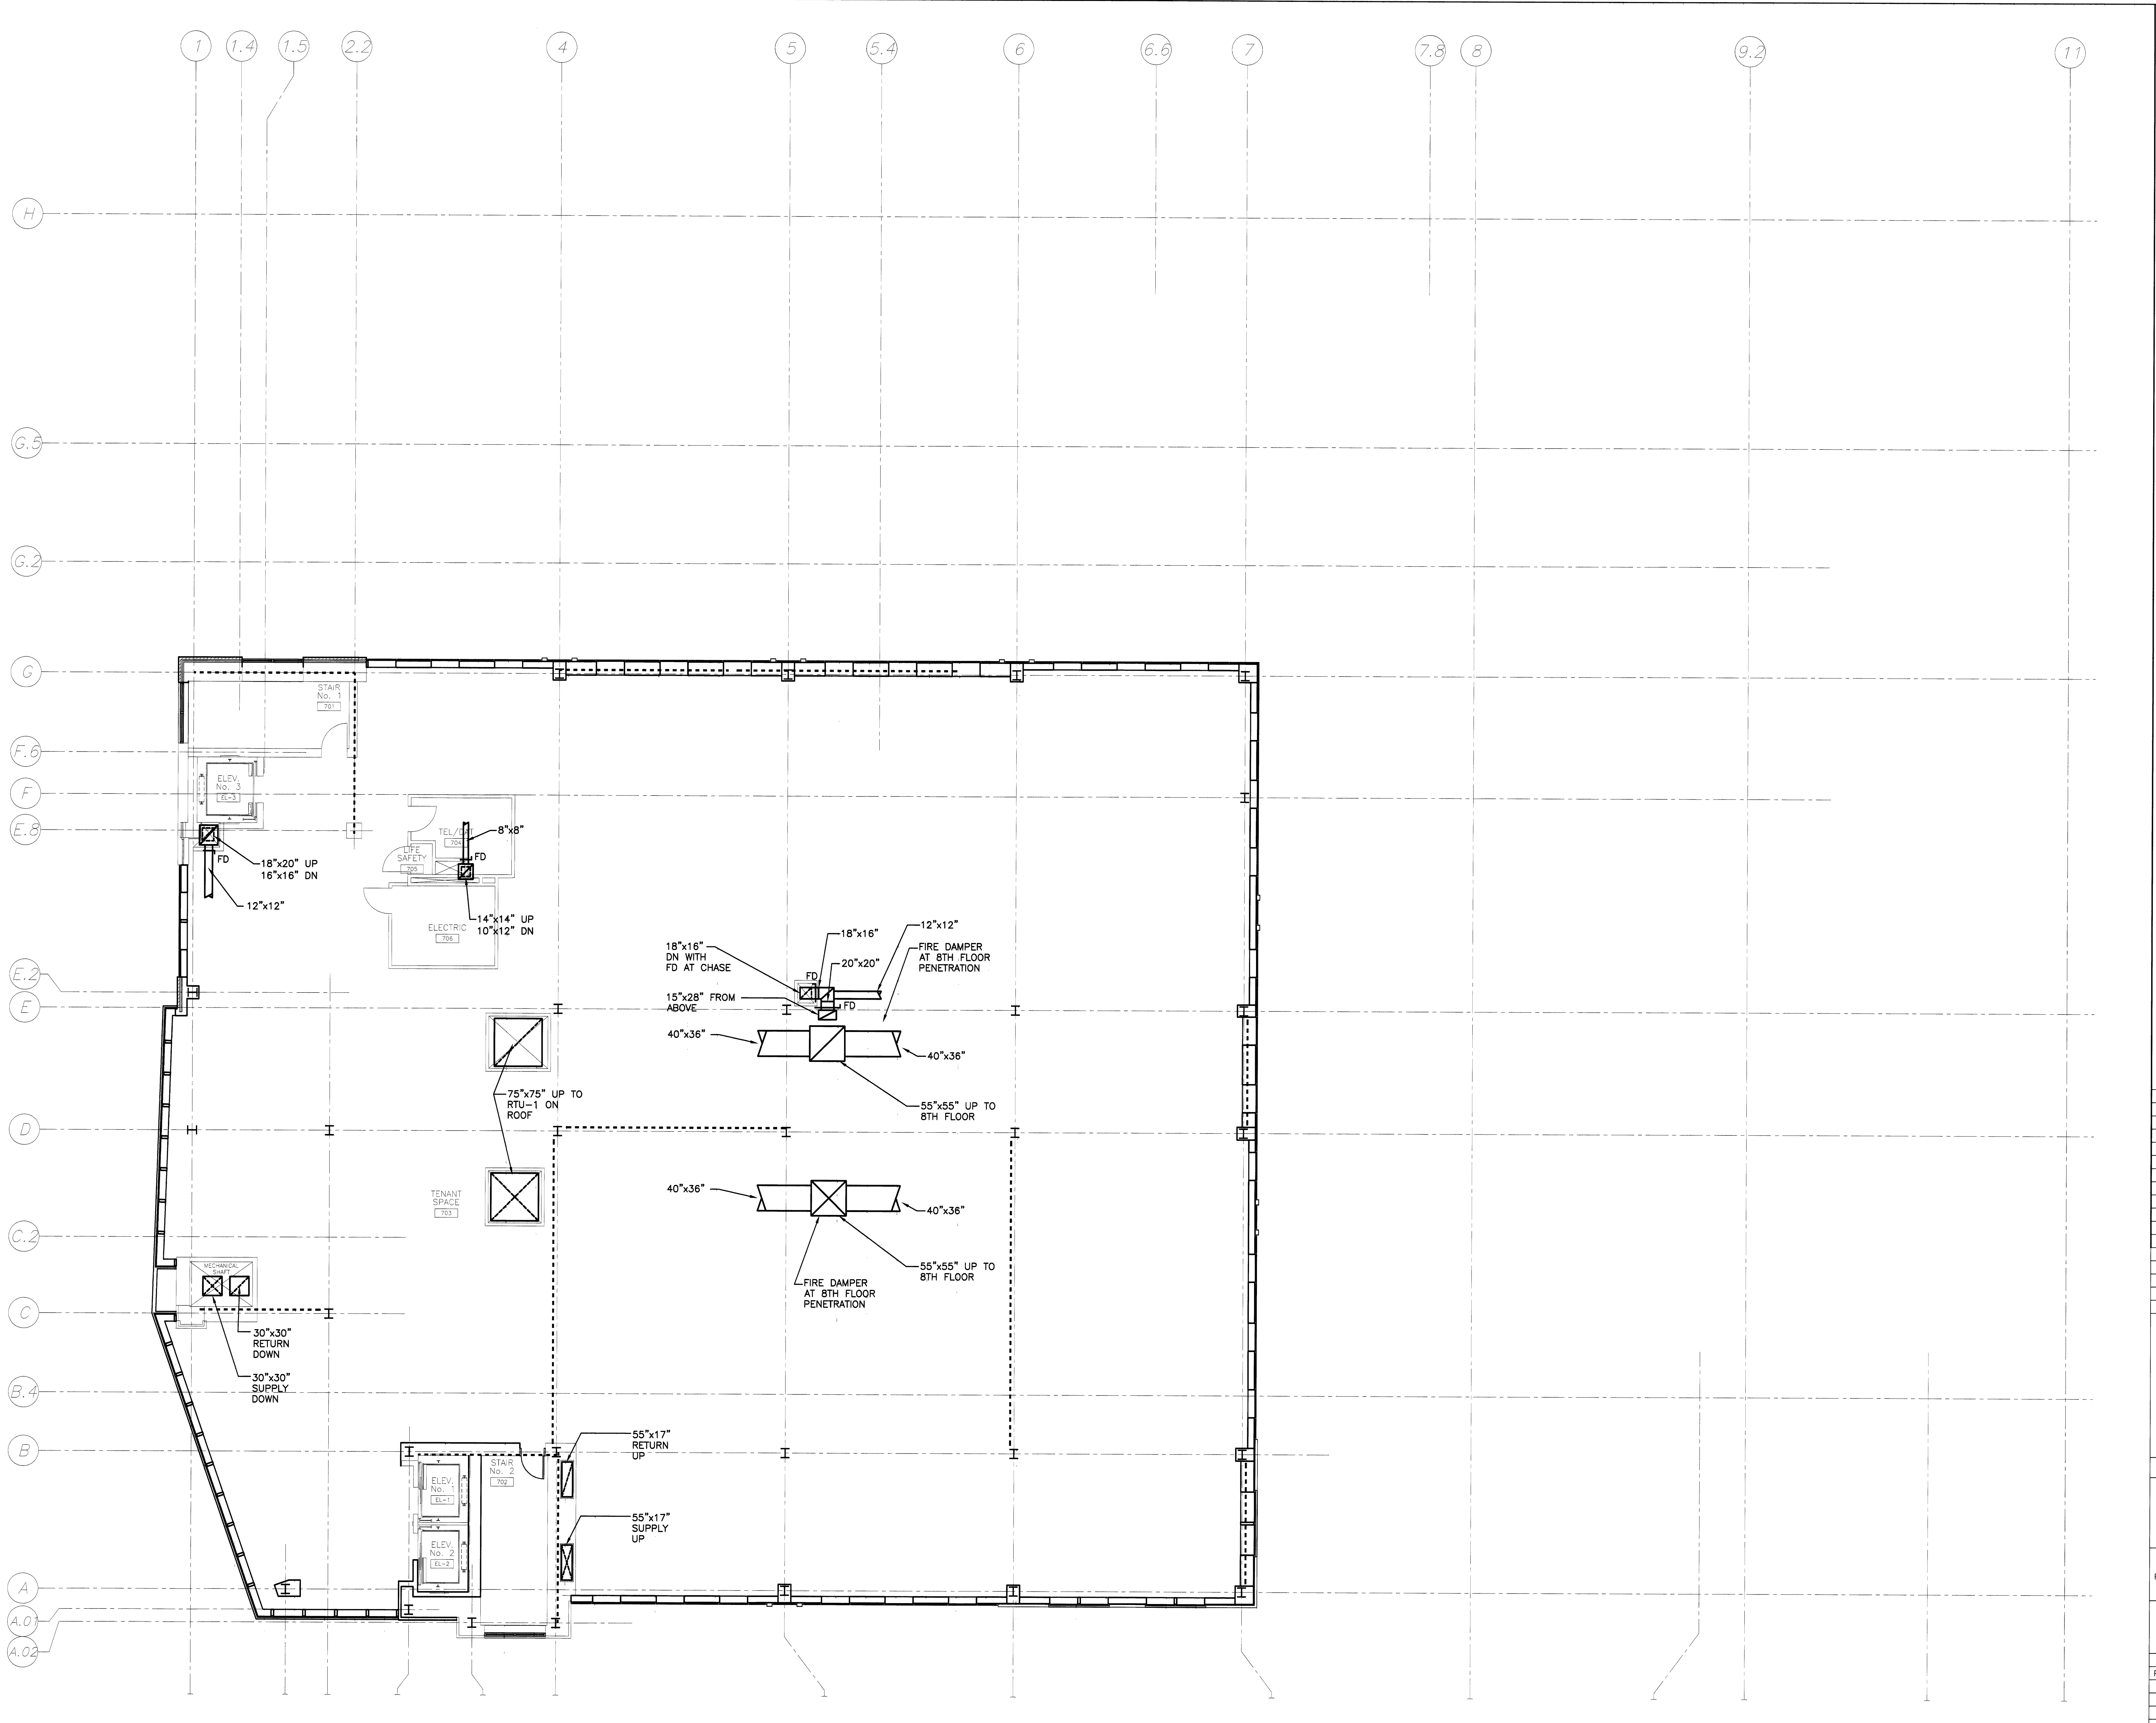 1
1.4
1.5
2.2
4
5
5.4
6
6.6
7
7.8
8
9.2
11
H
G.5
G.2
G
STAIR
No. 1
701
F.6
ELEV.
No. 3
EL-3
F
E.8
TEL/DAT
704
8"x8"
LIFE
SAFETY
705
FD
FD
18"x20" UP
16"x16" DN
12"x12"
14"x14" UP
10"x12" DN
ELECTRIC
706
18"x16"
12"x12"
18"x16"
DN WITH
FD AT CHASE
FIRE DAMPER
AT 8TH FLOOR
PENETRATION
20"x20"
FD
E.2
15"x28" FROM
ABOVE
FD
E
40"x36"
40"x36"
75"x75" UP TO
RTU-1 ON
ROOF
55"x55" UP TO
8TH FLOOR
D
40"x36"
TENANT
SPACE
703
40"x36"
C.2
MECHANICAL
SHAFT
55"x55" UP TO
8TH FLOOR
FIRE DAMPER
AT 8TH FLOOR
PENETRATION
C
30"x30"
RETURN
DOWN
30"x30"
SUPPLY
DOWN
B.4
55"x17"
RETURN
UP
B
STAIR
No. 2
702
ELEV.
No. 1
EL-1
55"x17"
SUPPLY
UP
ELEV.
No. 2
EL-2
A
A.01
A.02